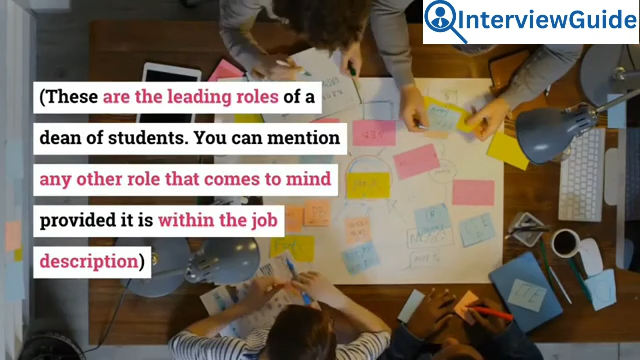 InterviewGuide
(These are the leading roles of a
dean of students. You can mention
any other role that comes to mind
provided it is within the job
description)